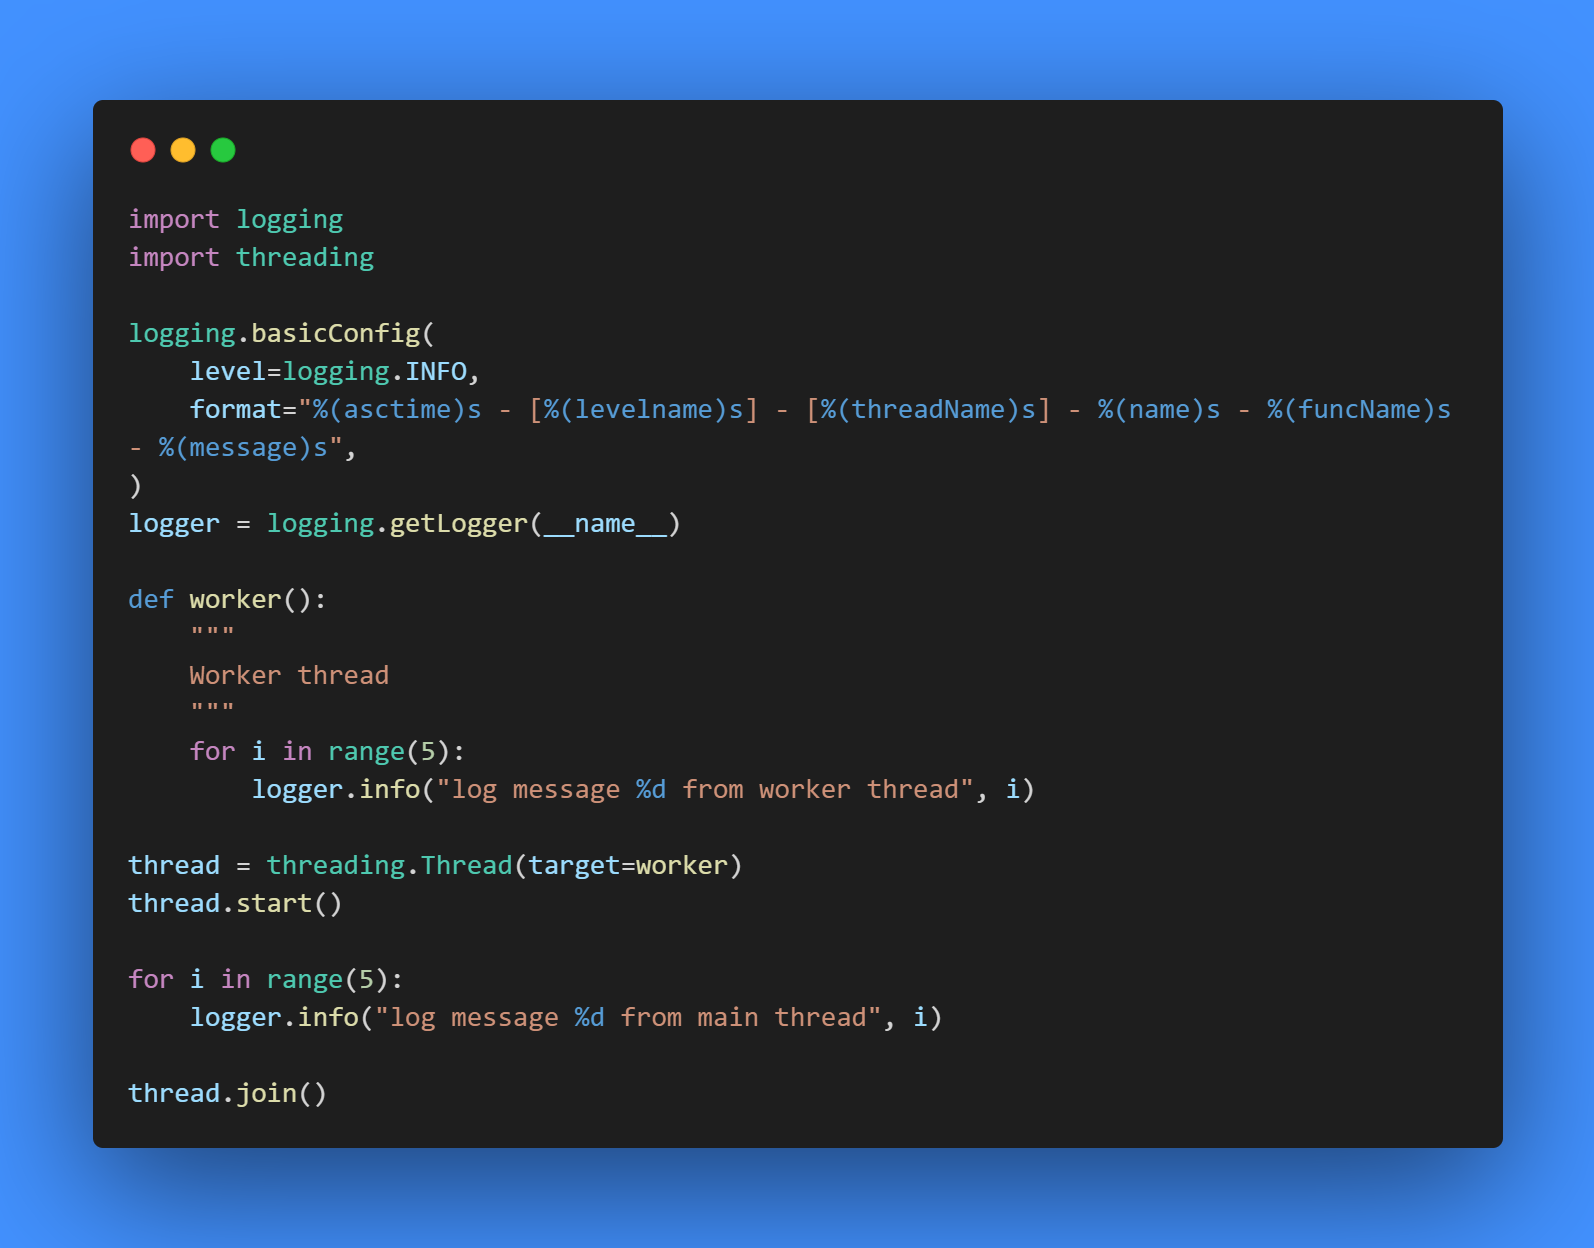 import logging
import threading

logging.basicConfig(
    level=logging.INFO,
    format="%(asctime)s - [%(levelname)s] - [%(threadName)s] - %(name)s - %(funcName)s
- %(message)s",
)
logger = logging.getLogger(__name__)

def worker():
    """
    Worker thread
    """
    for i in range(5):
        logger.info("log message %d from worker thread", i)

thread = threading.Thread(target=worker)
thread.start()

for i in range(5):
    logger.info("log message %d from main thread", i)

thread.join()